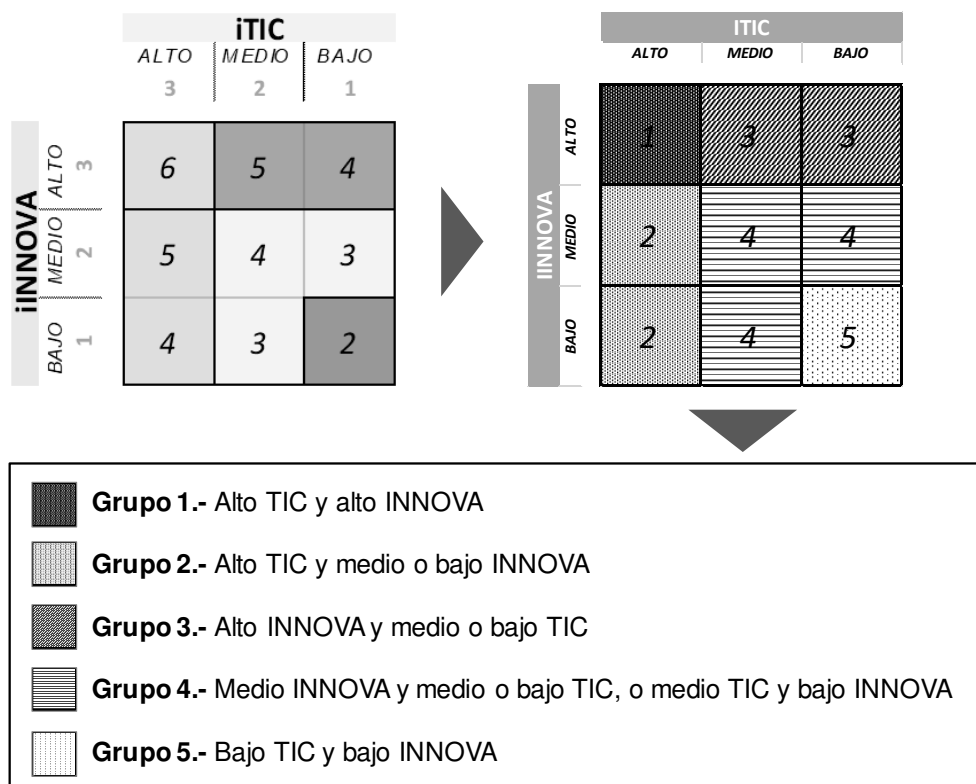 iTIC
ALTO MEDIO BAJO
3 2 1
iINNOVA
ALTO 3
MEDIO 2
BAJO 1
6 5 4
5 4 3
4 3 2
ITIC
ALTO MEDIO BAJO
IINNOVA
ALTO
MEDIO
BAJO
1 3 3
2 4 4
2 4 5
Grupo 1.- Alto TIC y alto INNOVA
Grupo 2.- Alto TIC y medio o bajo INNOVA
Grupo 3.- Alto INNOVA y medio o bajo TIC
Grupo 4.- Medio INNOVA y medio o bajo TIC, o medio TIC y bajo INNOVA
Grupo 5.- Bajo TIC y bajo INNOVA